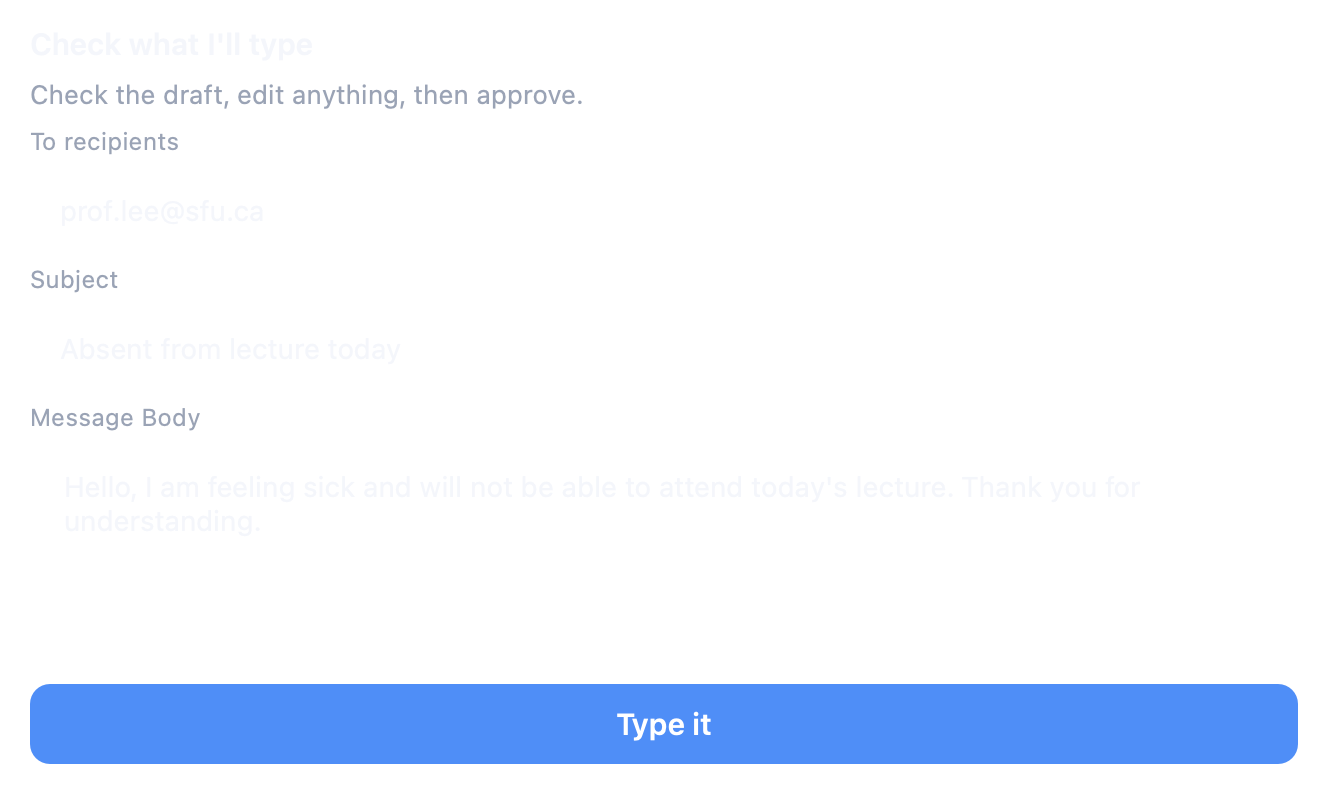 Check what I'll type
Check the draft, edit anything, then approve.
To recipients
prof.lee@sfu.ca
Subject
Absent from lecture today
Message Body
Hello, I am feeling sick and will not be able to attend today's lecture. Thank you for
understanding.
Type it